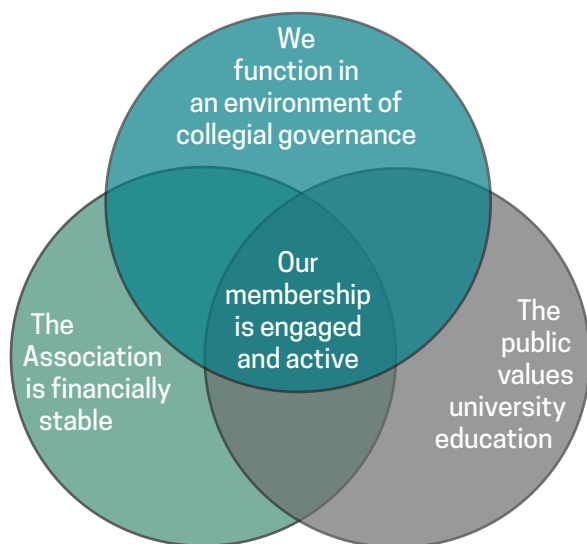 We
function in
an environment of
collegial governance
Our
membership
is engaged
and active
The
Association
is financially
stable
The
public
values
university
education